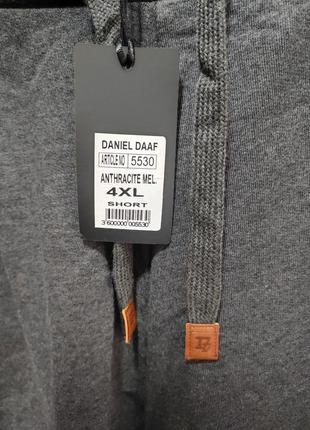 DANIEL DAAF
ARTICLE NO 5530
ANTHRACITE MEL.
4XL
SHORT
3 600000 005530